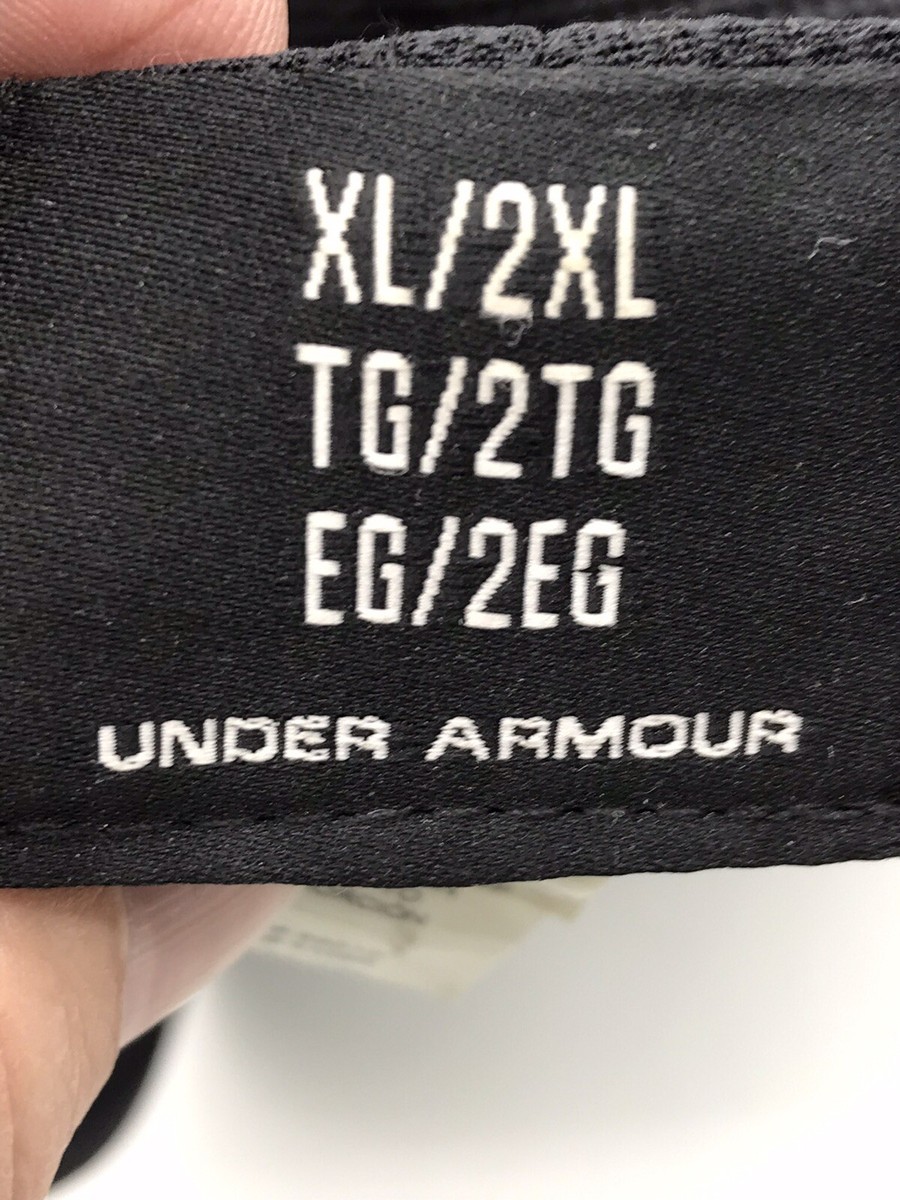 XL/2XL
TG/2TG
EG/2EG
UNDER ARMOUR